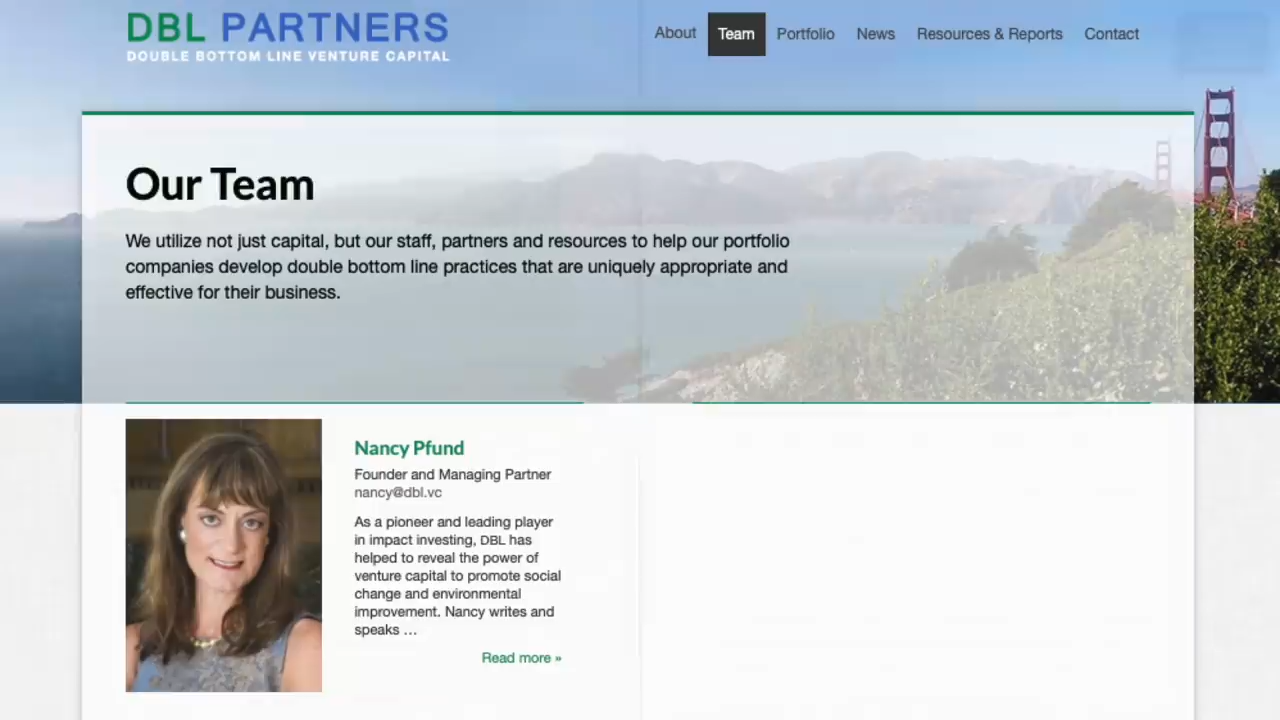 DBL PARTNERS
DOUBLE BOTTOM LINE VENTURE CAPITAL
About Team Portfolio News Resources & Reports Contact
Our Team
We utilize not just capital, but our staff, partners and resources to help our portfolio
companies develop double bottom line practices that are uniquely appropriate and
effective for their business.
Nancy Pfund
Founder and Managing Partner
nancy@dbl.vc
As a pioneer and leading player
in impact investing, DBL has
helped to reveal the power of
venture capital to promote social
change and environmental
improvement. Nancy writes and
speaks …
Read more »